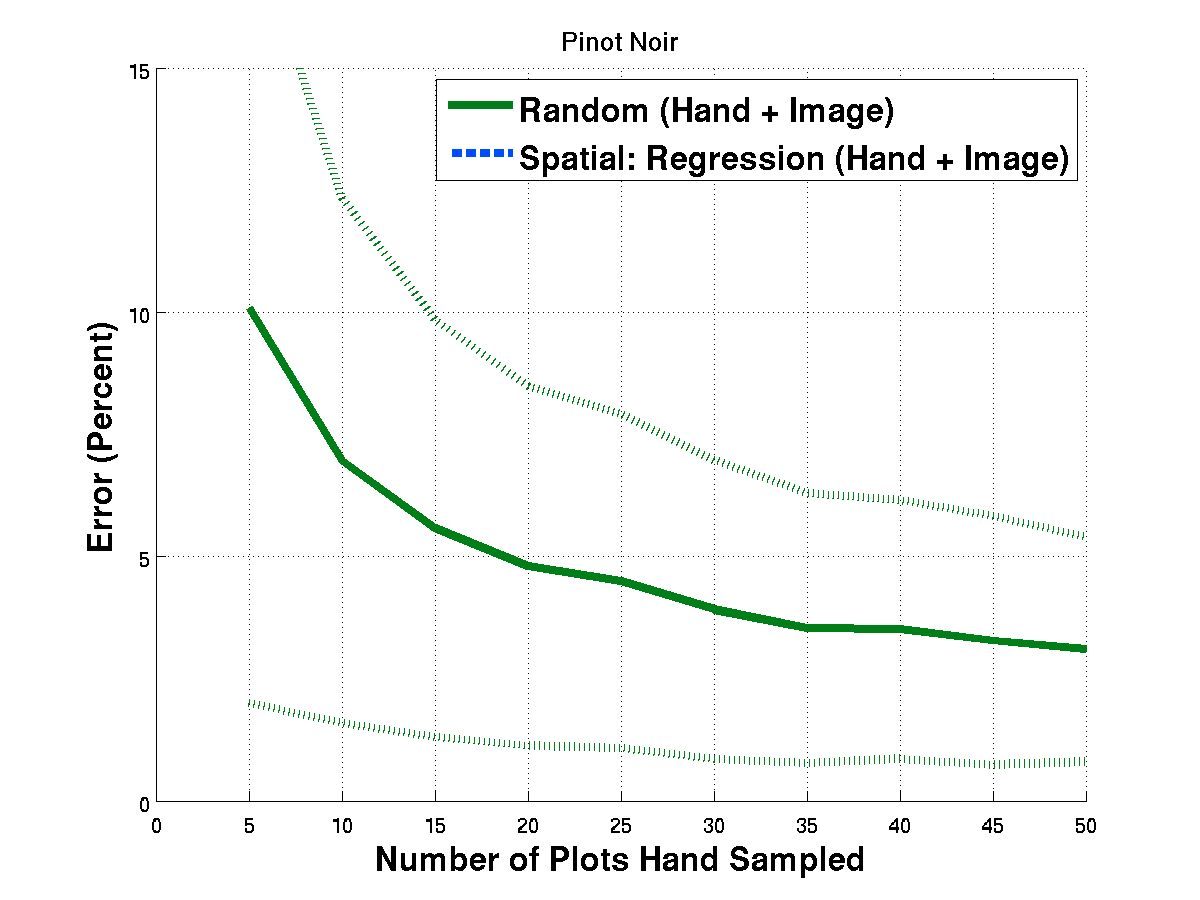 Pinot Noir
15
10
5
0
Error (Percent)
Random (Hand + Image)
Spatial: Regression (Hand + Image)
0 5 10 15 20 25 30 35 40 45 50
Number of Plots Hand Sampled